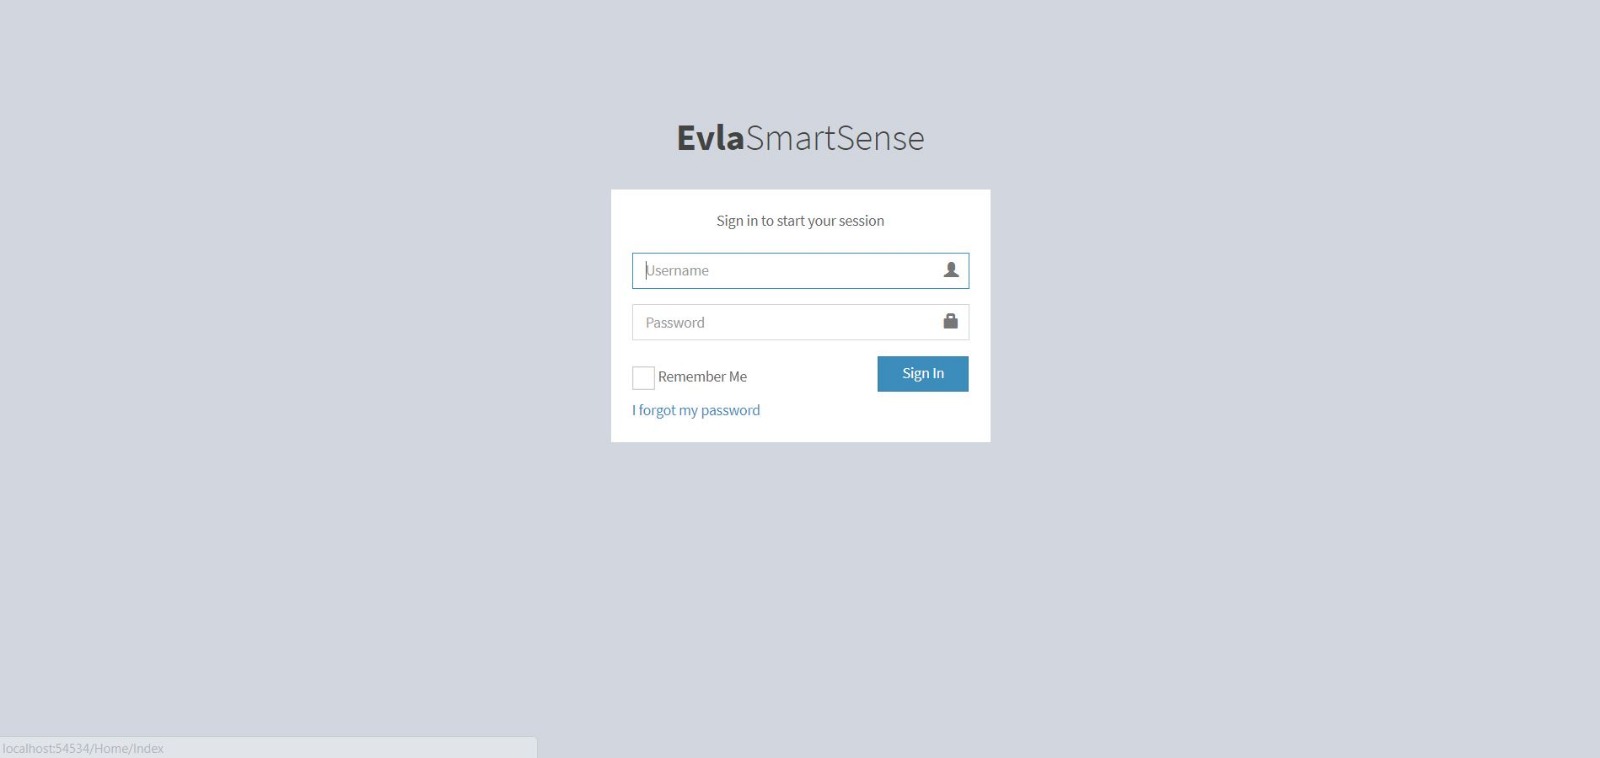 EvlaSmartSense
Sign in to start your session
Username
Password
Remember Me
Sign In
I forgot my password
localhost:54534/Home/Index